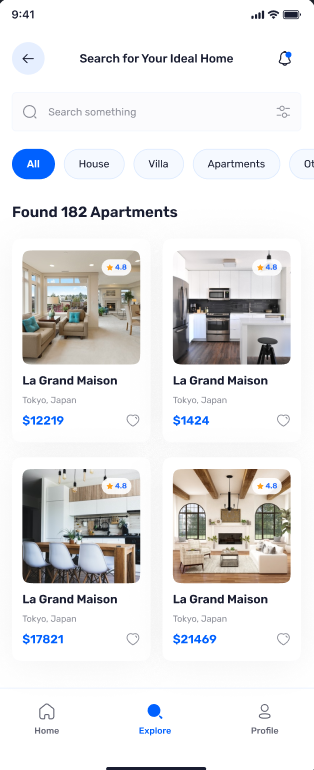 9:41
Search for Your Ideal Home
Search something
All House Villa Apartments Ot
Found 182 Apartments
4.8 4.8
La Grand Maison La Grand Maison
Tokyo, Japan Tokyo, Japan
$12219 $1424
4.8 4.8
La Grand Maison La Grand Maison
Tokyo, Japan Tokyo, Japan
$17821 $21469
Home Explore Profile